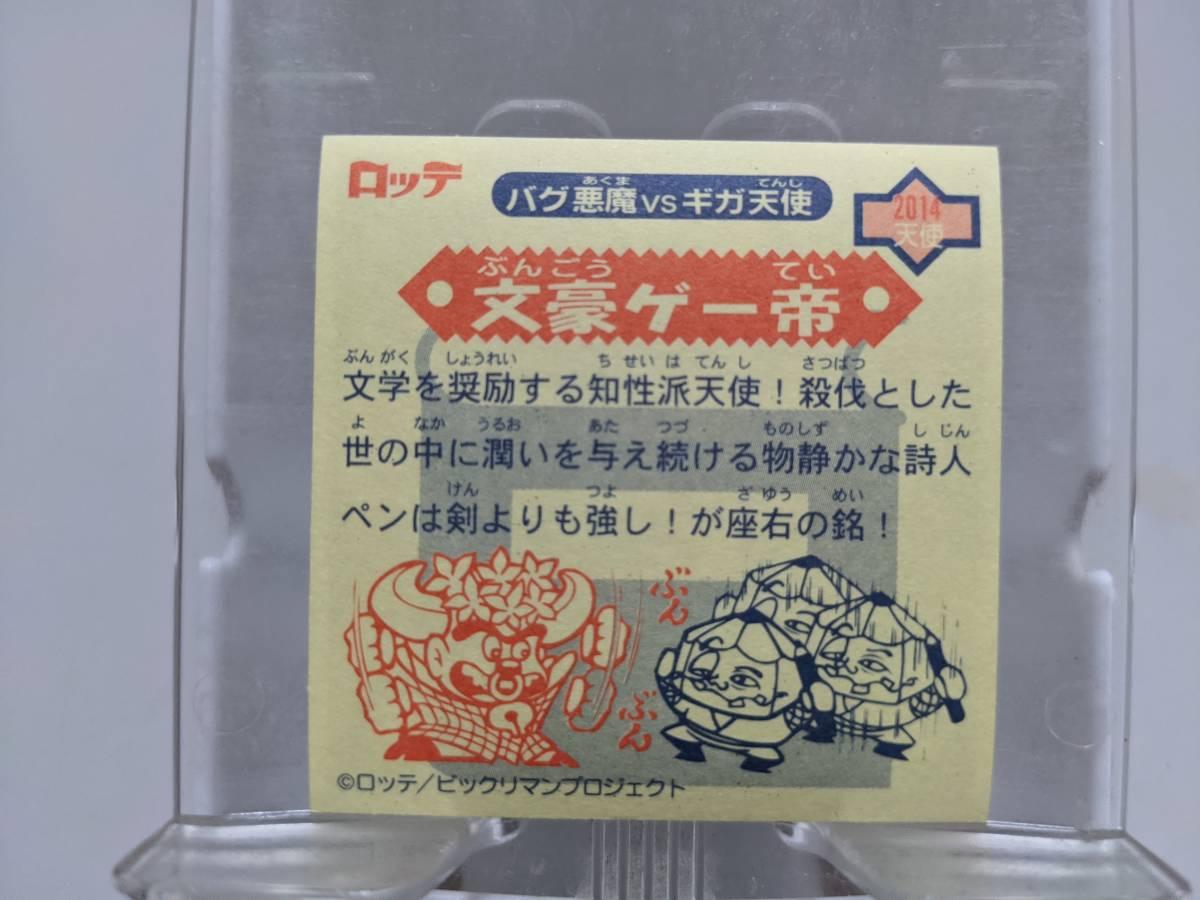 ロッテ
あくま てんし
バグ悪魔vsギガ天使
2014
天使
ぶんごう てい
文豪ゲー帝
ぶんがく しょうれい ちせいは てんし さつばつ
文学を奨励する知性派天使！殺伐とした
よ なか うるお あた つづ ものしず しじん
世の中に潤いを与え続ける物静かな詩人
けん つよ ざゆう めい
ペンは剣よりも強し！が座右の銘！
ぶん
ぶん
©ロッテ/ビックリマンプロジェクト